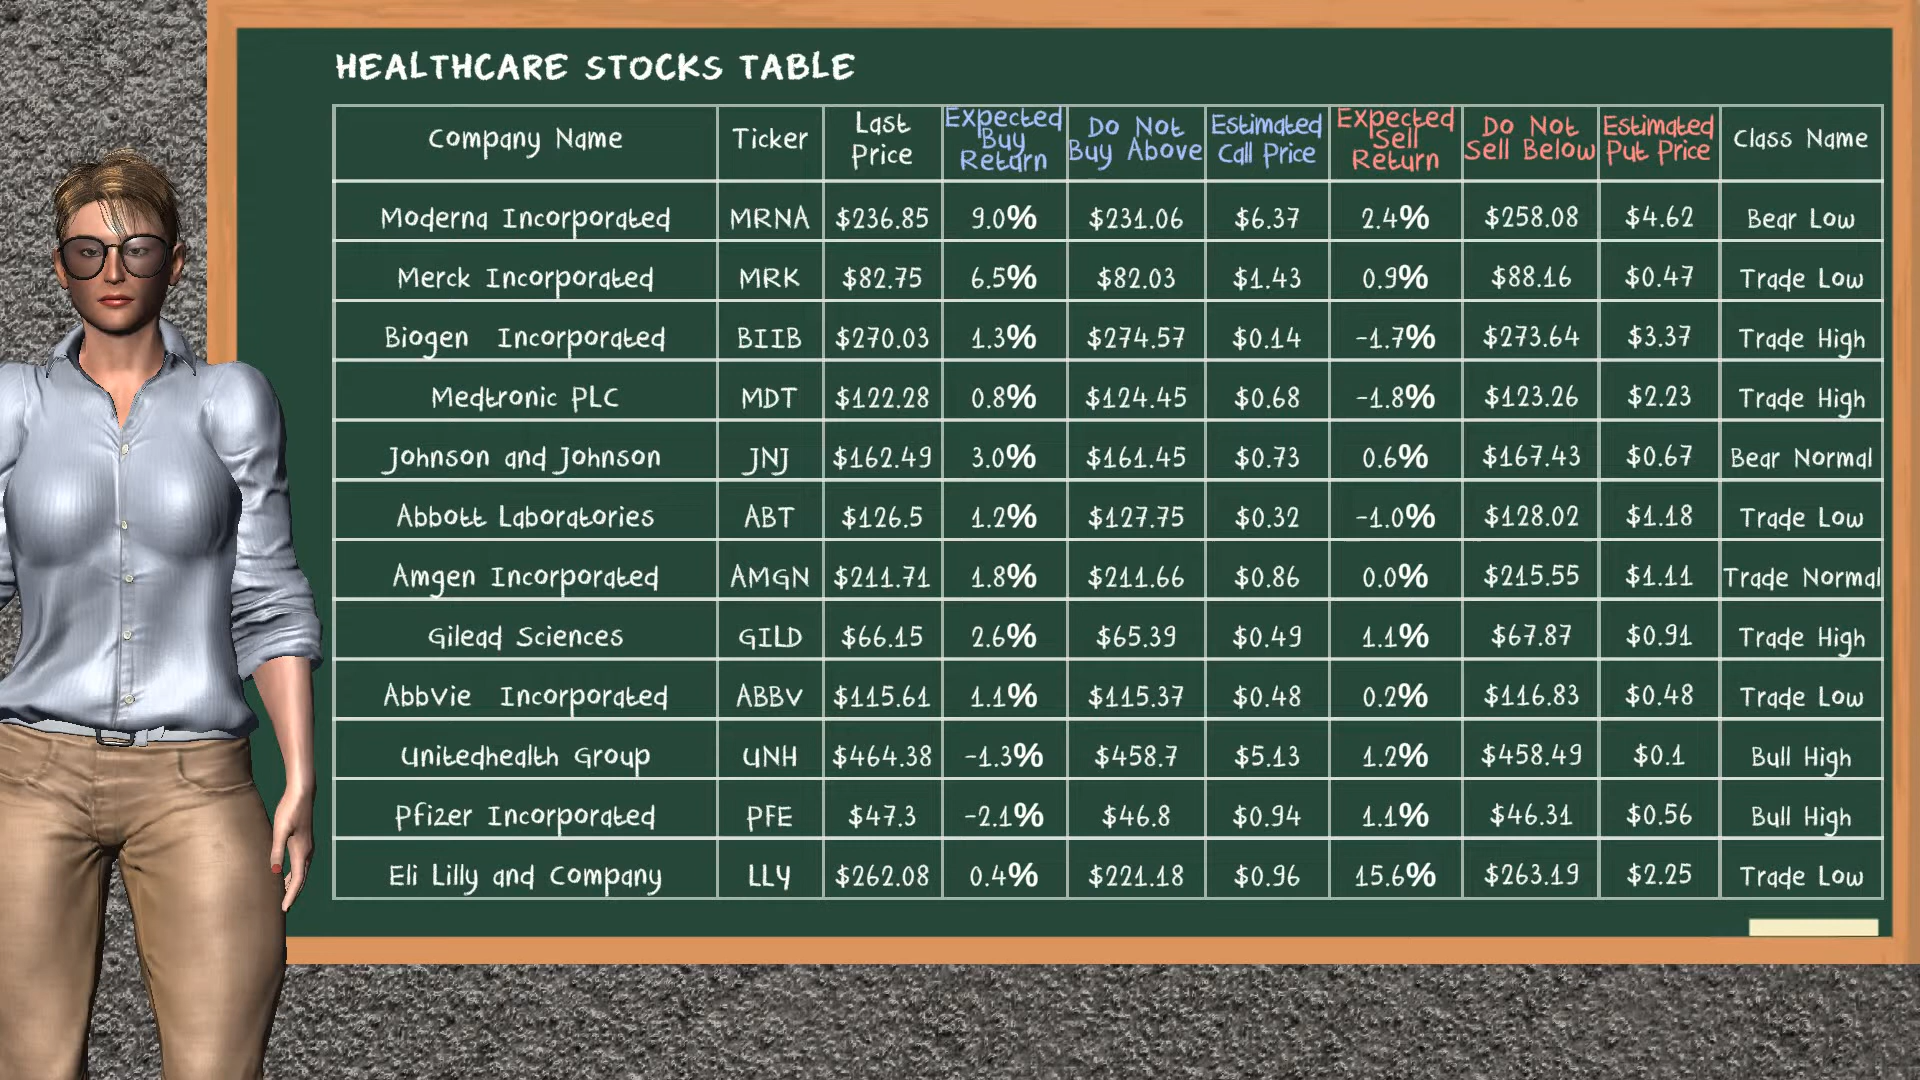 HEALTHCARE STOCKS TABLE
Company Name Ticker Last Price Expected Buy Return Do Not Buy Above Estimated Call Price Expected Sell Return Do Not Sell Below Estimated Put Price Class Name
Moderna Incorporated MRNA $236.85 9.0% $231.06 $6.37 2.4% $258.08 $4.62 Bear Low
Merck Incorporated MRK $82.75 6.5% $82.03 $1.43 0.9% $88.16 $0.47 Trade Low
Biogen Incorporated BIIB $270.03 1.3% $274.57 $0.14 -1.7% $273.64 $3.37 Trade High
Medtronic PLC MDT $122.28 0.8% $124.45 $0.68 -1.8% $123.26 $2.23 Trade High
Johnson and Johnson JNJ $162.49 3.0% $161.45 $0.73 0.6% $167.43 $0.67 Bear Normal
Abbott Laboratories ABT $126.5 1.2% $127.75 $0.32 -1.0% $128.02 $1.18 Trade Low
Amgen Incorporated AMGN $211.71 1.8% $211.66 $0.86 0.0% $215.55 $1.11 Trade Normal
Gilead Sciences GILD $66.15 2.6% $65.39 $0.49 1.1% $67.87 $0.91 Trade High
AbbVie Incorporated ABBV $115.61 1.1% $115.37 $0.48 0.2% $116.83 $0.48 Trade Low
Unitedhealth Group UNH $464.38 -1.3% $458.7 $5.13 1.2% $458.49 $0.1 Bull High
Pfizer Incorporated PFE $47.3 -2.1% $46.8 $0.94 1.1% $46.31 $0.56 Bull High
Eli Lilly and Company LLY $262.08 0.4% $221.18 $0.96 15.6% $263.19 $2.25 Trade Low